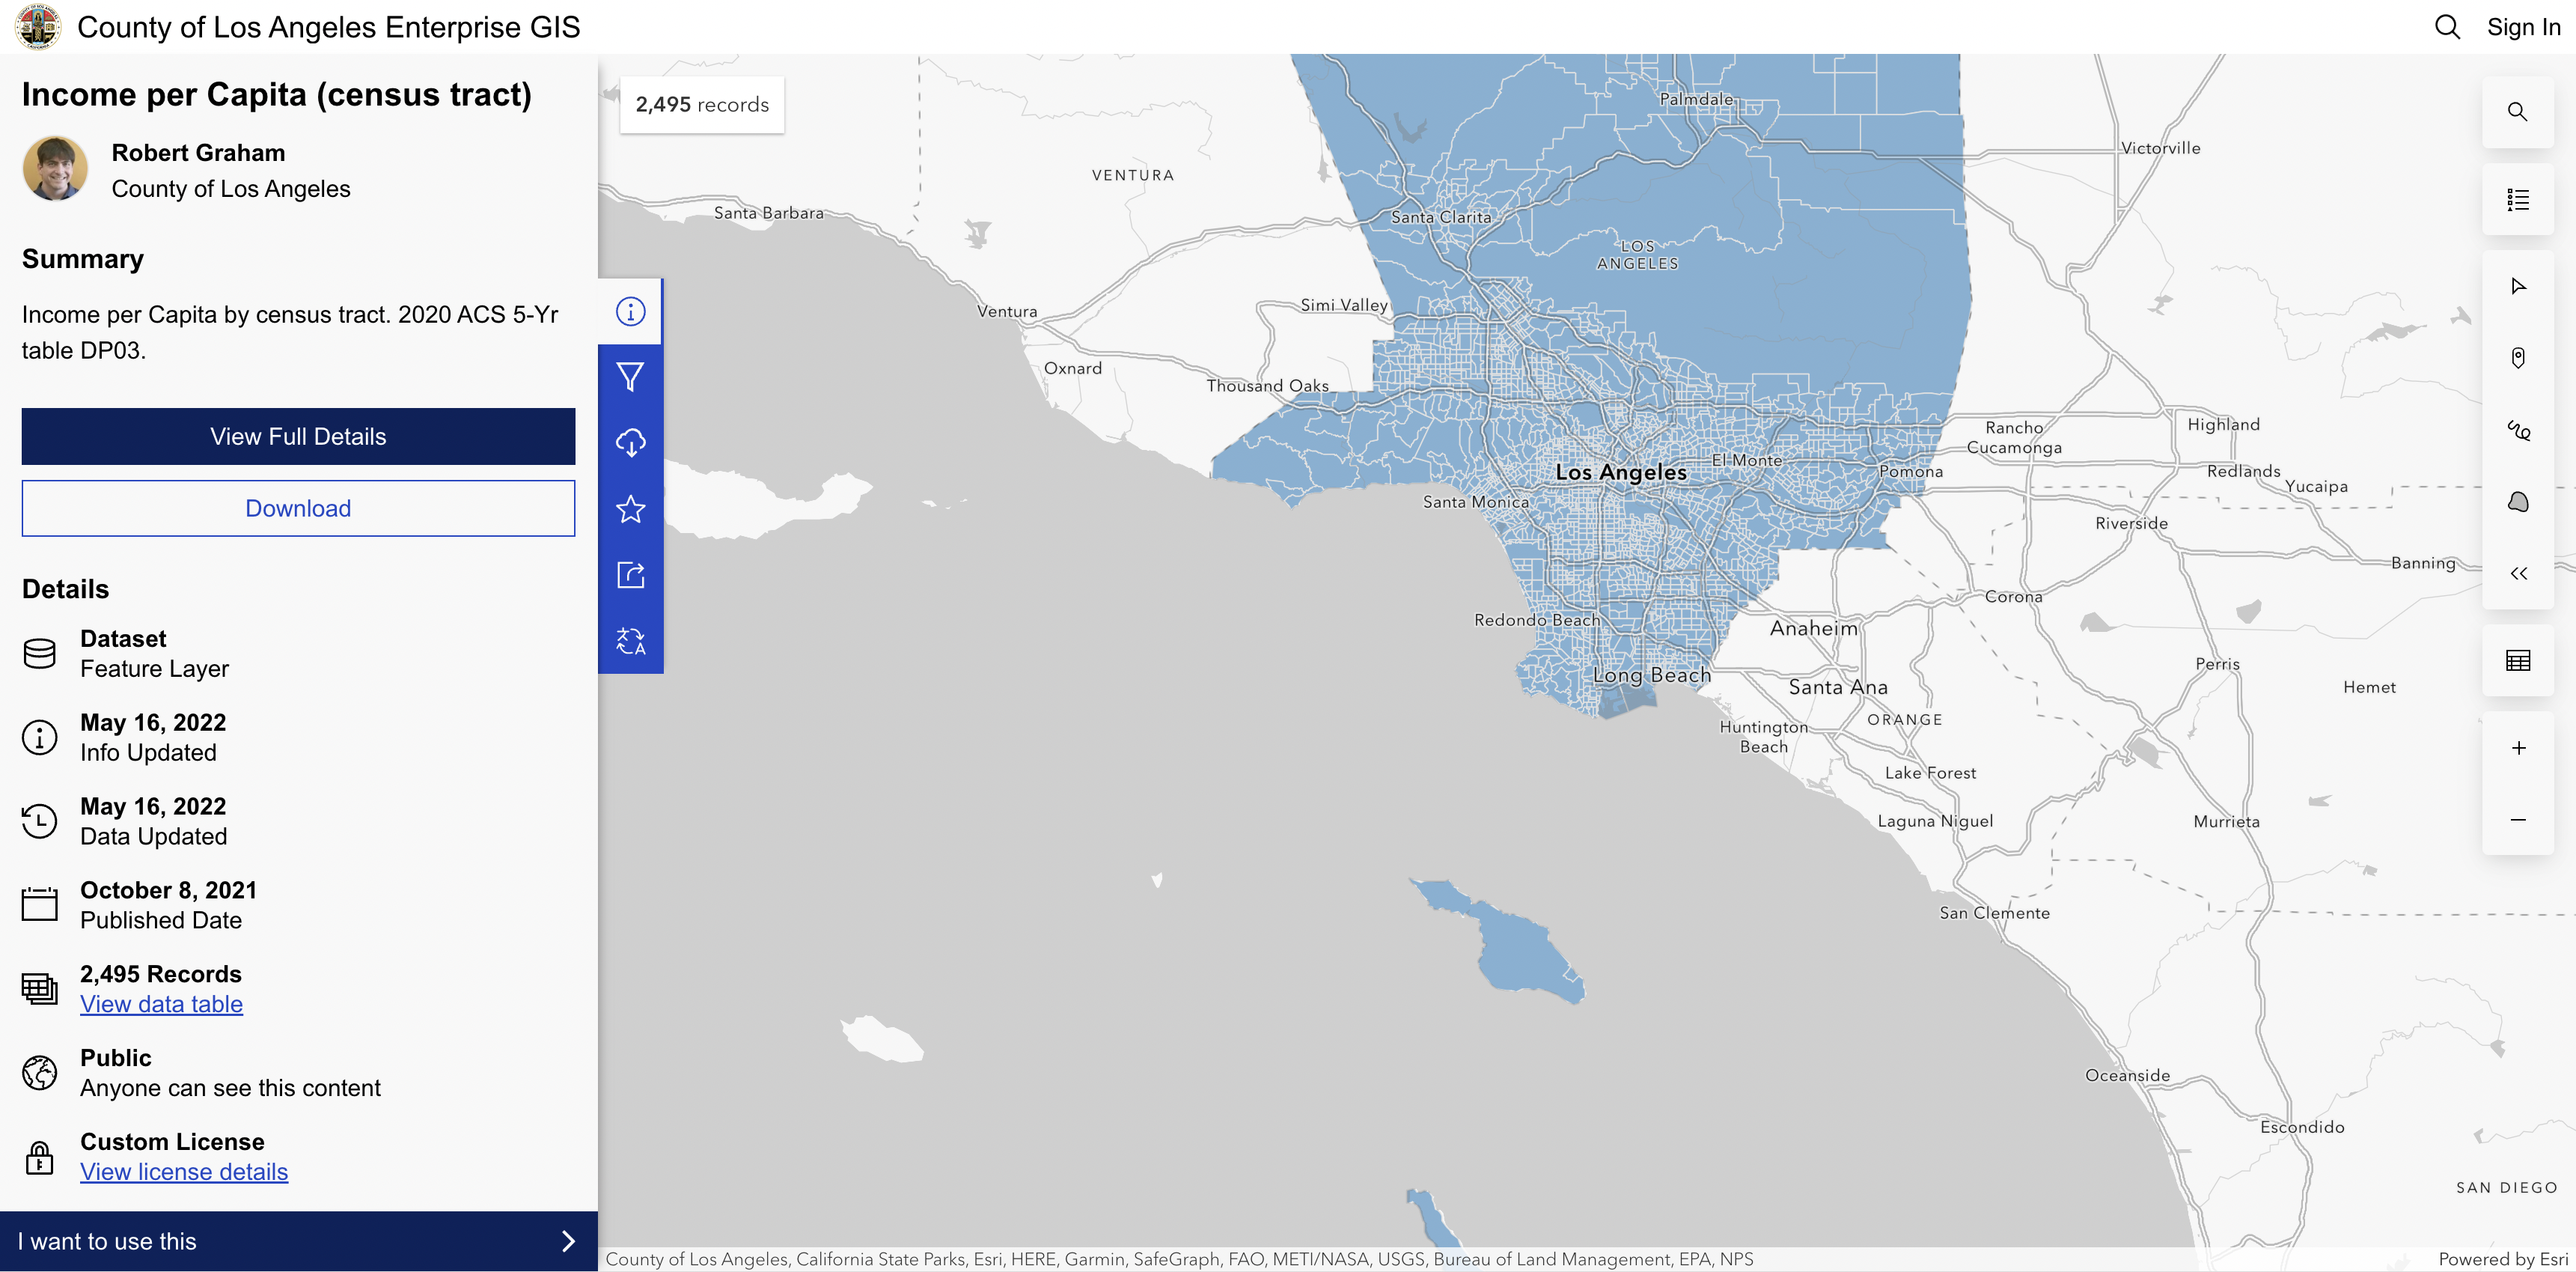 County of Los Angeles Enterprise GIS
Sign In
Income per Capita (census tract)
Robert Graham
County of Los Angeles
Summary
Income per Capita by census tract. 2020 ACS 5-Yr
table DP03.
View Full Details
Download
Details
Dataset
Feature Layer
May 16, 2022
Info Updated
May 16, 2022
Data Updated
October 8, 2021
Published Date
2,495 Records
View data table
Public
Anyone can see this content
Custom License
View license details
I want to use this
2,495 records
Palmdale
Victorville
VENTURA
Santa Barbara
Santa Clarita
LOS
ANGELES
Simi Valley
Ventura
Oxnard
Thousand Oaks
Rancho
Cucamonga
Highland
Los Angeles
El Monte
Pomona
Redlands
Yucaipa
Santa Monica
Riverside
Banning
Corona
Redondo Beach
Anaheim
Perris
Long Beach
Santa Ana
Hemet
ORANGE
Huntington
Beach
Lake Forest
Laguna Niguel
Murrieta
San Clemente
Oceanside
Escondido
SAN DIEGO
County of Los Angeles, California State Parks, Esri, HERE, Garmin, SafeGraph, FAO, METI/NASA, USGS, Bureau of Land Management, EPA, NPS
Powered by Esri